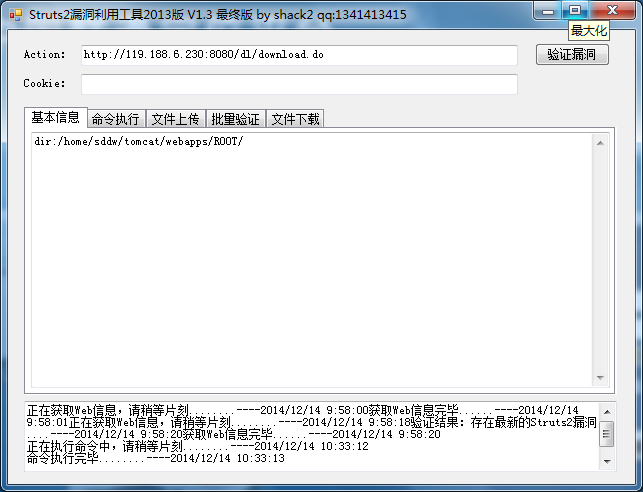 Struts2漏洞利用工具2013版 V1.3 最终版 by shack2 qq:1341413415
最大化
Action: http://119.188.6.230:8080/dl/download.do 验证漏洞
Cookie:
基本信息 命令执行 文件上传 批量验证 文件下载
dir:/home/sddw/tomcat/webapps/ROOT/
正在获取Web信息，请稍等片刻........----2014/12/14 9:58:00获取Web信息完毕......----2014/12/14
9:58:01正在获取Web信息，请稍等片刻........----2014/12/14 9:58:18验证结果：存在最新的Struts2漏洞
....----2014/12/14 9:58:20获取Web信息完毕......----2014/12/14 9:58:20
正在执行命令中，请稍等片刻........----2014/12/14 10:33:12
命令执行完毕........----2014/12/14 10:33:13